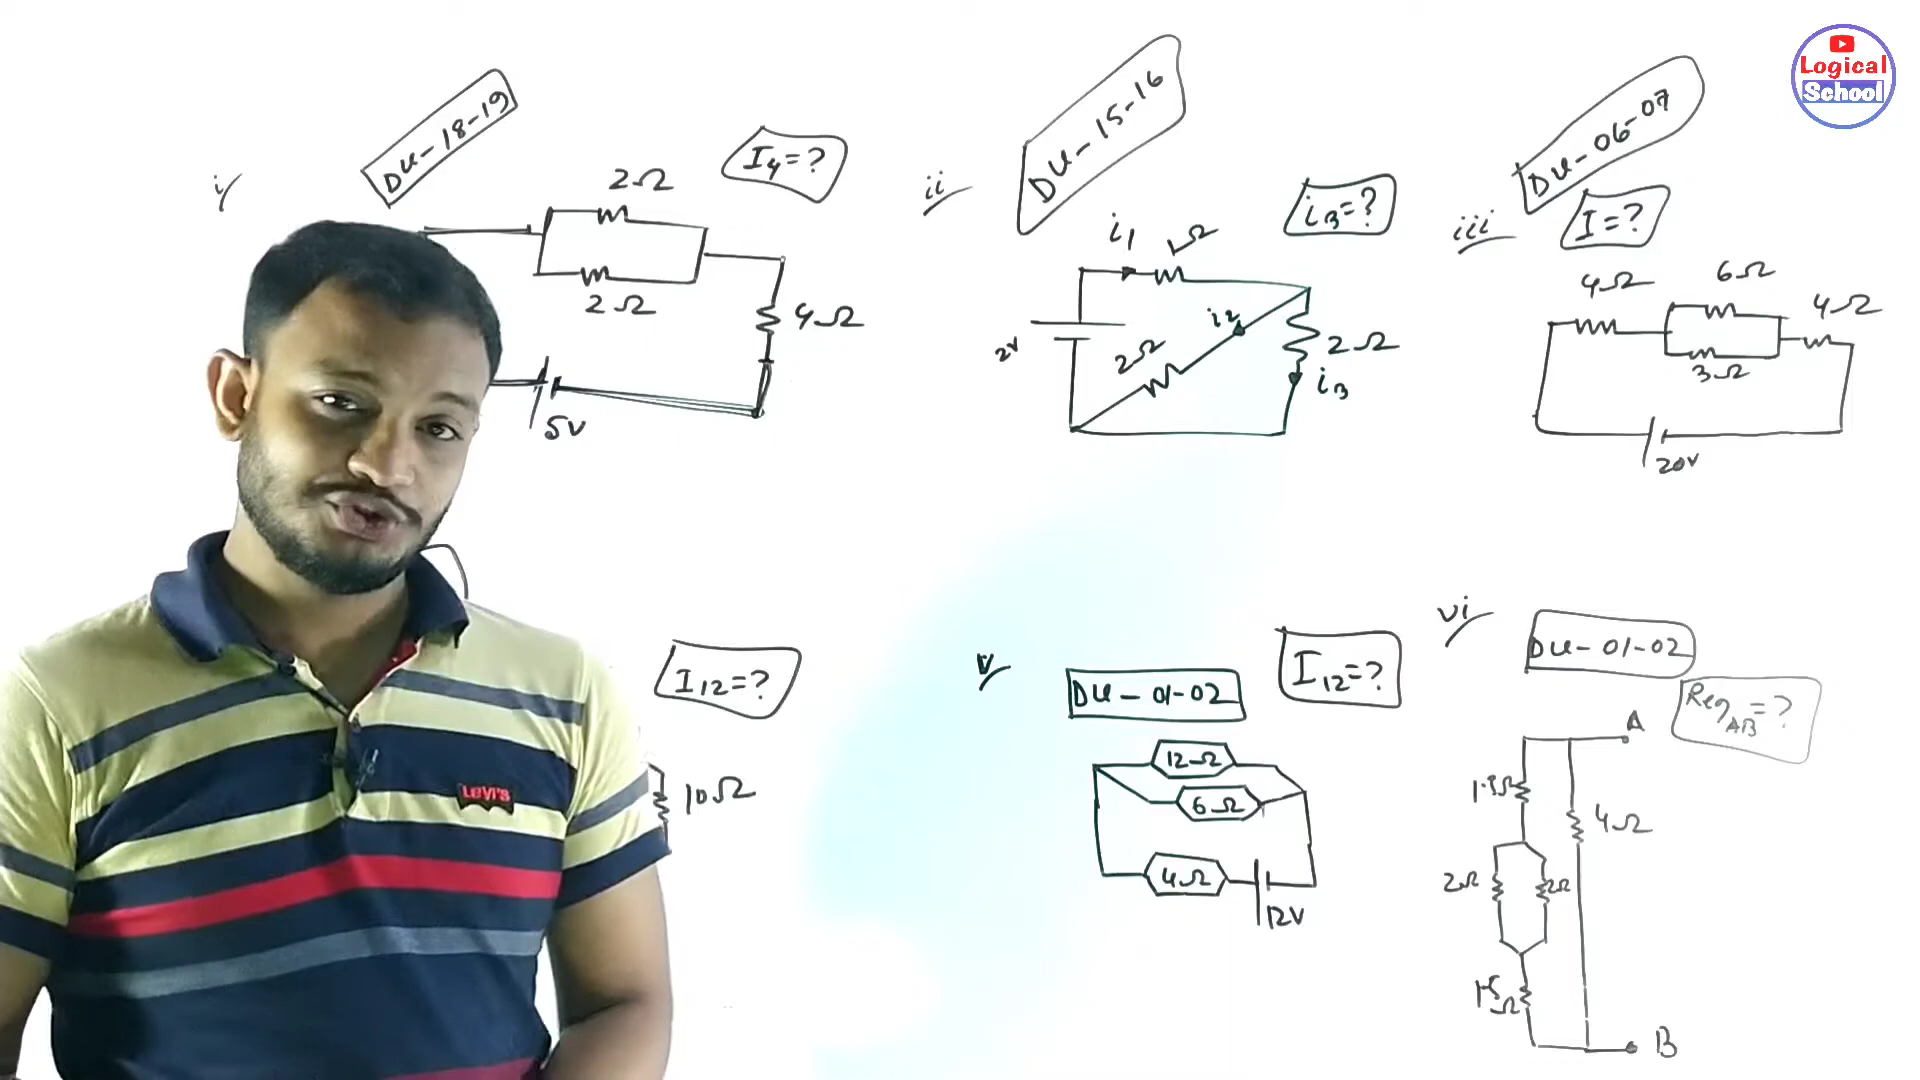 Logical
School
i/
DU-18-19
I4=?
2Ω
2Ω
4Ω
5V
ii
DU-15-16
i3=?
i1
1Ω
2V
2Ω
i2
2Ω
i3
iii
DU-06-07
I=?
4Ω
6Ω
4Ω
3Ω
20V
I12=?
10Ω
LEVI'S
v
DU-01-02
I12=?
12Ω
6Ω
4Ω
12V
vi
DU-01-02
ReqAB=?
A
1.5Ω
4Ω
2Ω
2Ω
1.5Ω
B